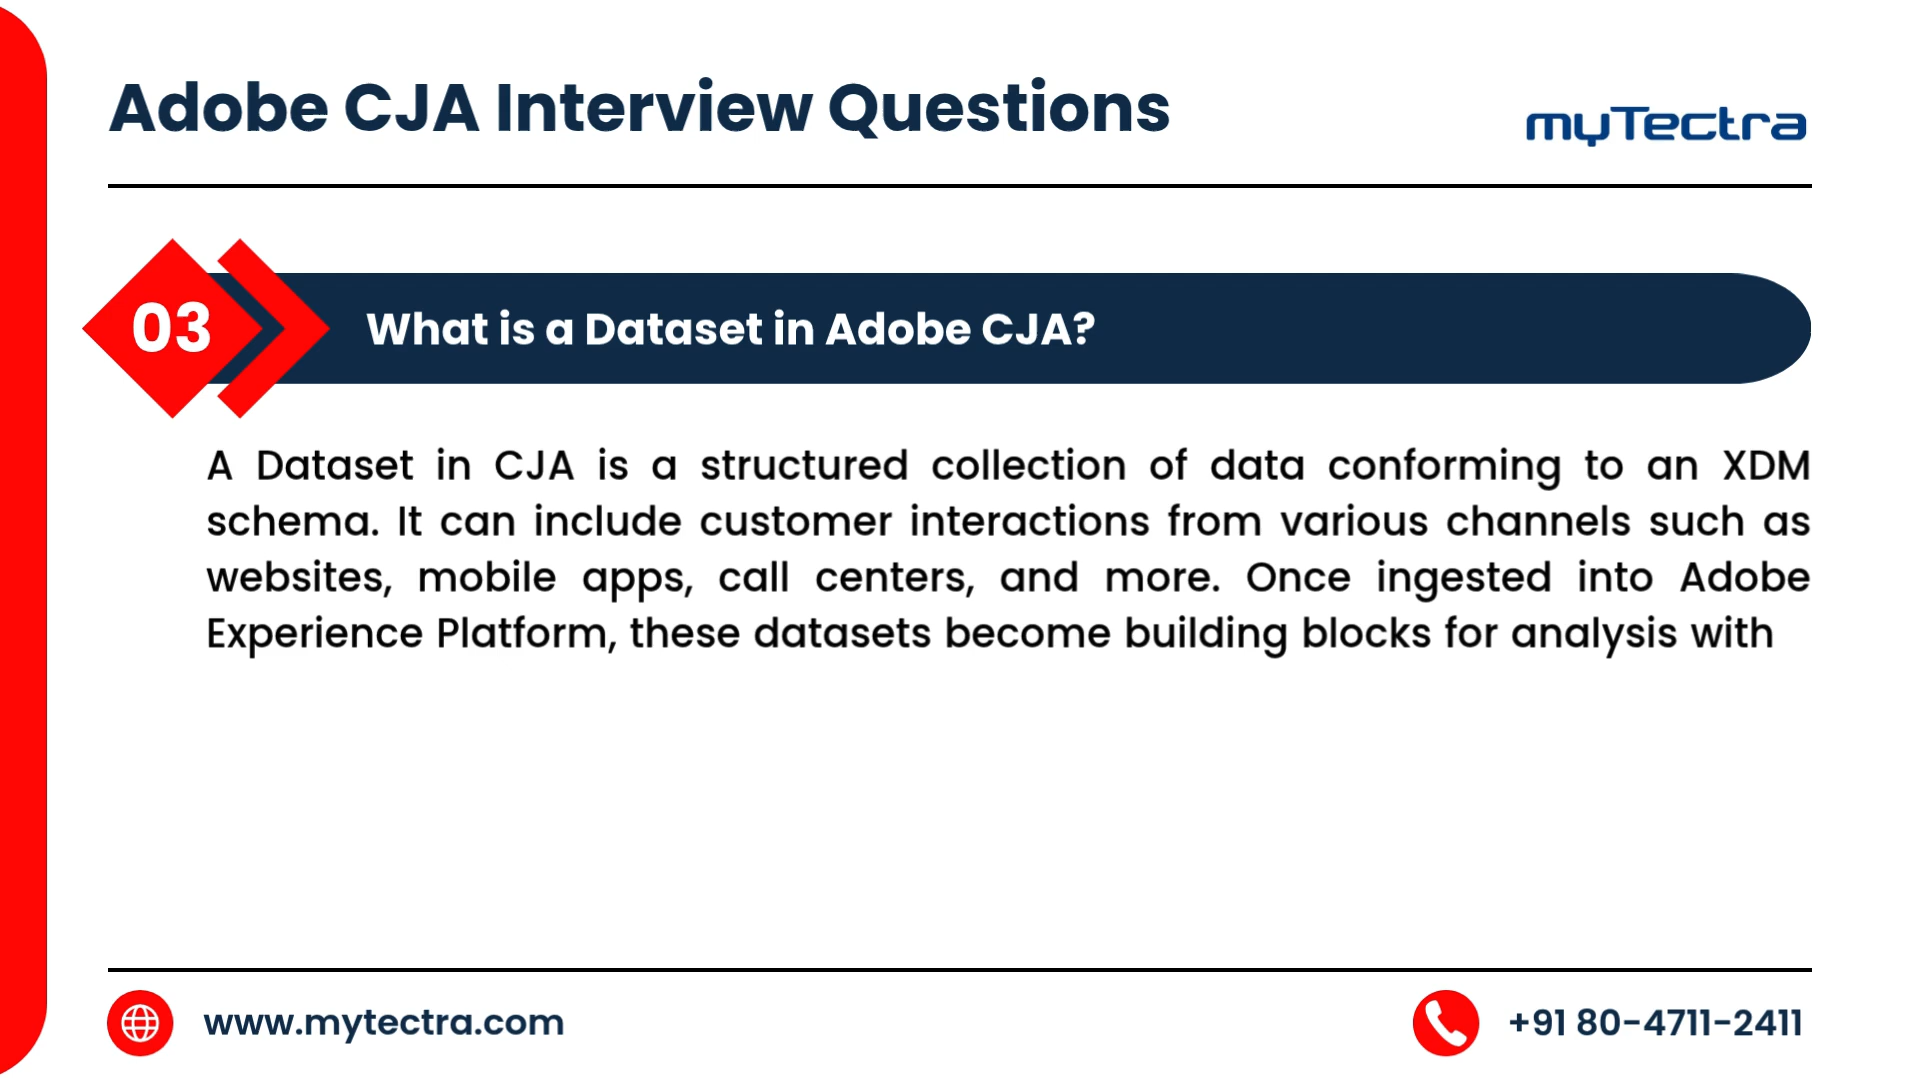 Adobe CJA Interview Questions
myTectra
03
What is a Dataset in Adobe CJA?
A Dataset in CJA is a structured collection of data conforming to an XDM
schema. It can include customer interactions from various channels such as
websites, mobile apps, call centers, and more. Once ingested into Adobe
Experience Platform, these datasets become building blocks for analysis with
www.mytectra.com
+91 80-4711-2411